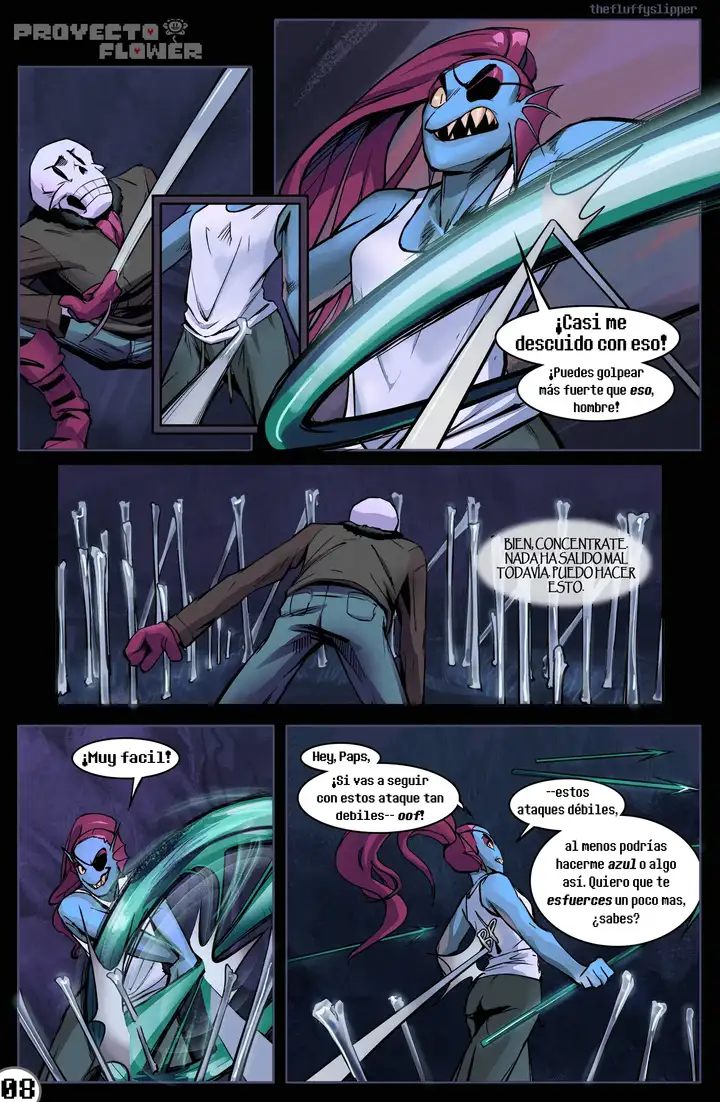 thefluffyslipper
PROYECTO
FLOWER
¡Casi me
descuido con eso!
¡Puedes golpear
más fuerte que eso,
hombre!
BIEN, CONCENTRATE.
NADA HA SALIDO MAL
TODAVÍA. PUEDO HACER
ESTO.
¡Muy facil!
Hey, Paps,
¡Si vas a seguir
con estos ataque tan
debiles-- oof!
--estos
ataques débiles,
al menos podrías
hacerme azul o algo
así. Quiero que te
esfuerces un poco mas,
¿sabes?
08